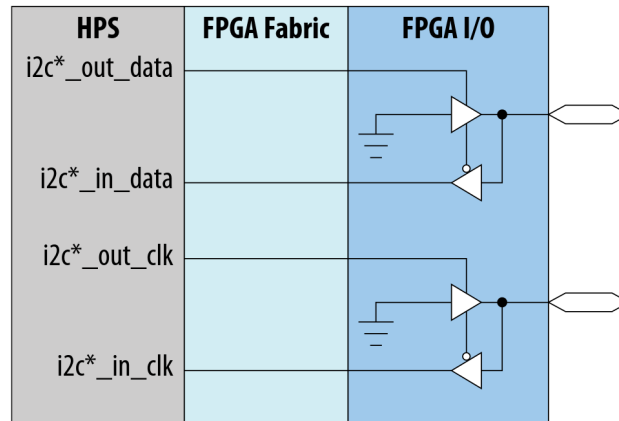 HPS FPGA Fabric FPGA I/O
i2c*_out_data
i2c*_in_data
i2c*_out_clk
i2c*_in_clk